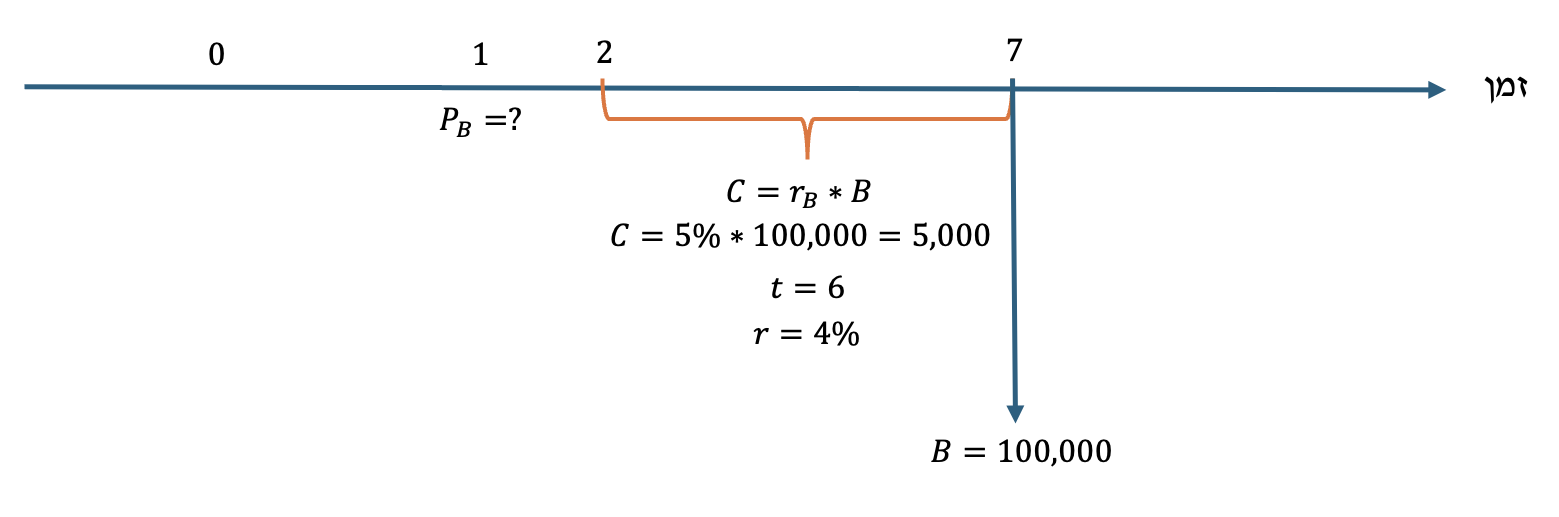 0 1 2 7
זמן
P_B =?
C = r_B * B
C = 5% * 100,000 = 5,000
t = 6
r = 4%
B = 100,000